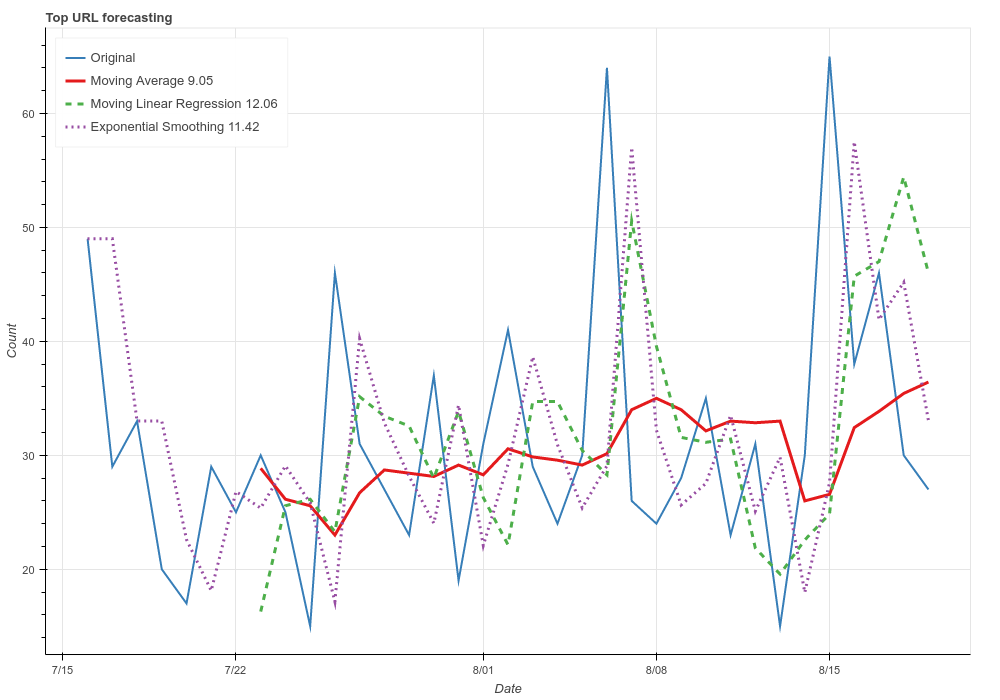 Top URL forecasting
Original
Moving Average 9.05
Moving Linear Regression 12.06
Exponential Smoothing 11.42
60
50
40
30
20
Count
7/15
7/22
8/01
8/08
8/15
Date